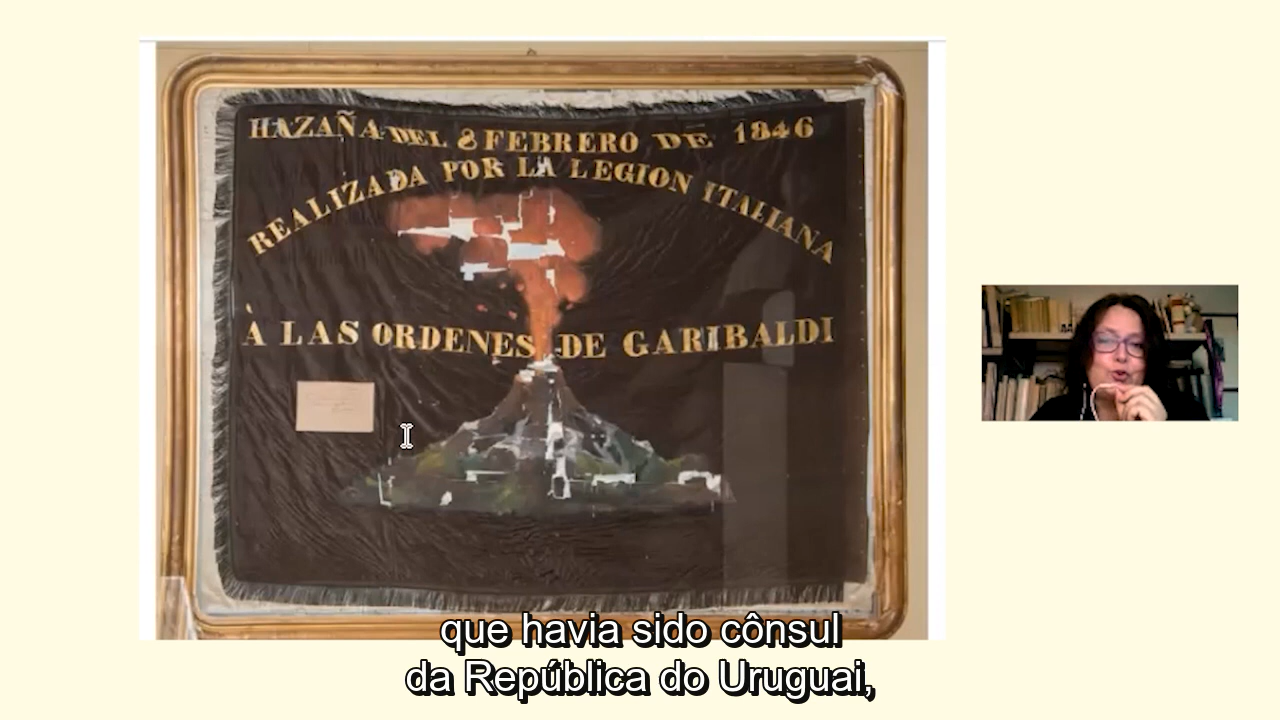 HAZAÑA DEL 8 FEBRERO DE 1846
REALIZADA POR LA LEGION ITALIANA
À LAS ORDENES DE GARIBALDI
que havia sido cônsul
da República do Uruguai,